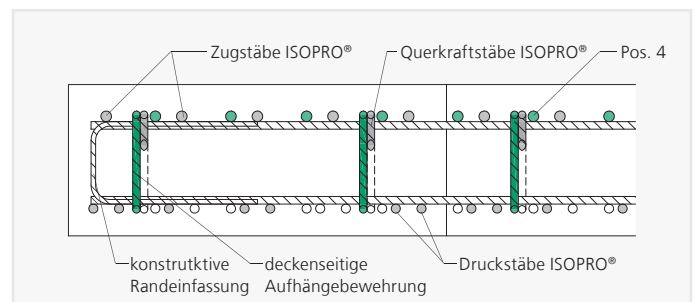 Zugstäbe ISOPRO®
Querkraftstäbe ISOPRO®
Pos. 4
konstrutktive
Randeinfassung
deckenseitige
Aufhängebewehrung
Druckstäbe ISOPRO®